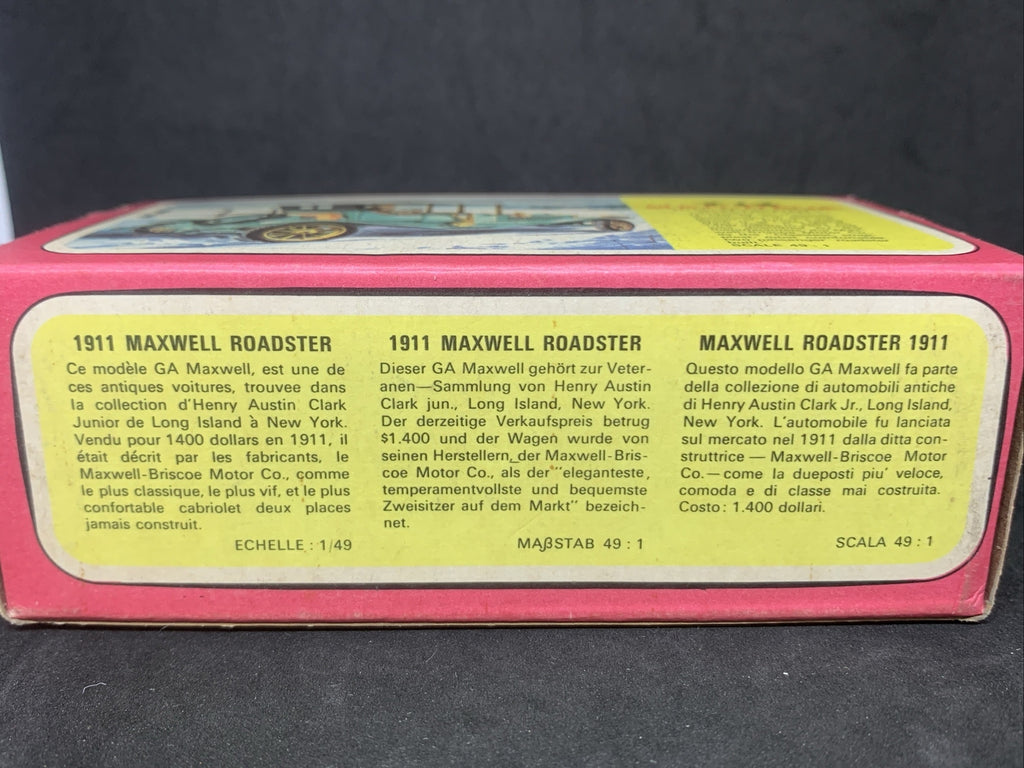 SCALE 49 : 1
1911 MAXWELL ROADSTER
Ce modèle GA Maxwell, est une de
ces antiques voitures, trouvee dans
la collection d'Henry Austin Clark
Junior de Long Island à New York.
Vendu pour 1400 dollars en 1911, il
était décrit par les fabricants, le
Maxwell-Briscoe Motor Co., comme
le plus classique, le plus vif, et le plus
confortable cabriolet deux places
jamais construit.
ECHELLE : 1/49
1911 MAXWELL ROADSTER
Dieser GA Maxwell gehört zur Veter-
anen—Sammlung von Henry Austin
Clark jun., Long Island, New York.
Der derzeitige Verkaufspreis betrug
$1.400 und der Wagen wurde von
seinen Herstellern, der Maxwell-Bris-
coe Motor Co., als der "eleganteste,
temperamentvollste und bequemste
Zweisitzer auf dem Markt" bezeich-
net.
MAßSTAB 49 : 1
MAXWELL ROADSTER 1911
Questo modello GA Maxwell fa parte
della collezione di automobili antiche
di Henry Austin Clark Jr., Long Island,
New York. L'automobile fu lanciata
sul mercato nel 1911 dalla ditta con-
struttrice — Maxwell-Briscoe Motor
Co.—come la dueposti piu' veloce,
comoda e di classe mai costruita.
Costo: 1.400 dollari.
SCALA 49 : 1